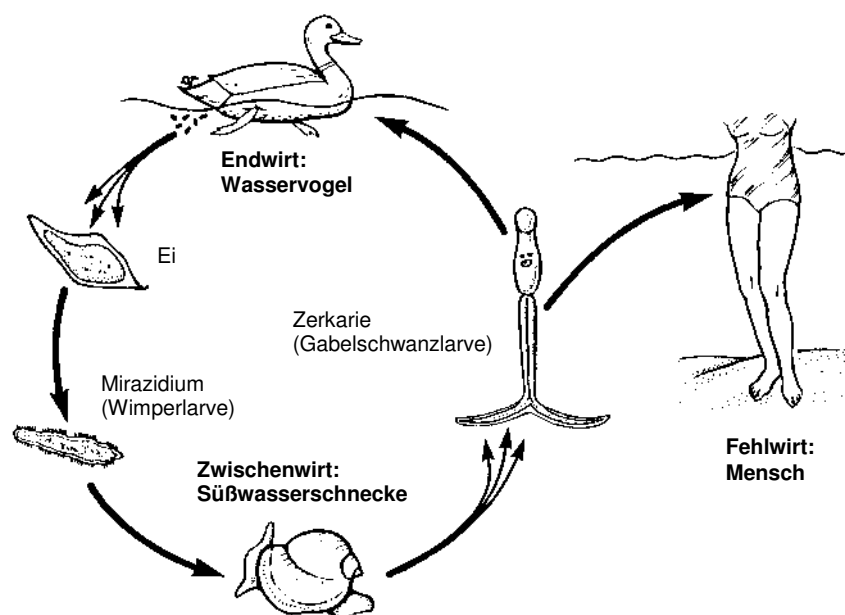 Endwirt:
Wasservogel
Ei
Zerkarie
(Gabelschwanzlarve)
Mirazidium
(Wimperlarve)
Fehlwirt:
Mensch
Zwischenwirt:
Süßwasserschnecke